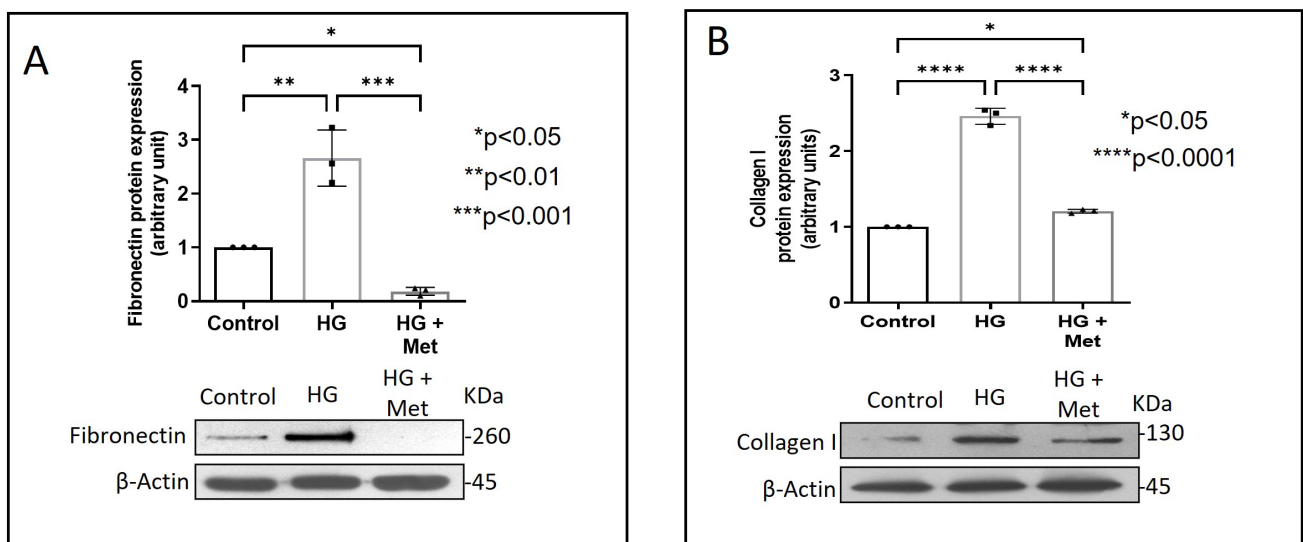 A
Fibronectin protein expression
(arbitrary unit)
*
**
***
4
3
2
1
0
Control
HG
HG +
Met
*p<0.05
**p<0.01
***p<0.001
Control
HG
HG +
Met
KDa
Fibronectin
-260
β-Actin
-45
B
Collagen I
protein expression
(arbitrary units)
*
****
****
3
2
1
0
Control
HG
HG +
Met
*p<0.05
****p<0.0001
Control
HG
HG +
Met
KDa
Collagen I
-130
β-Actin
-45